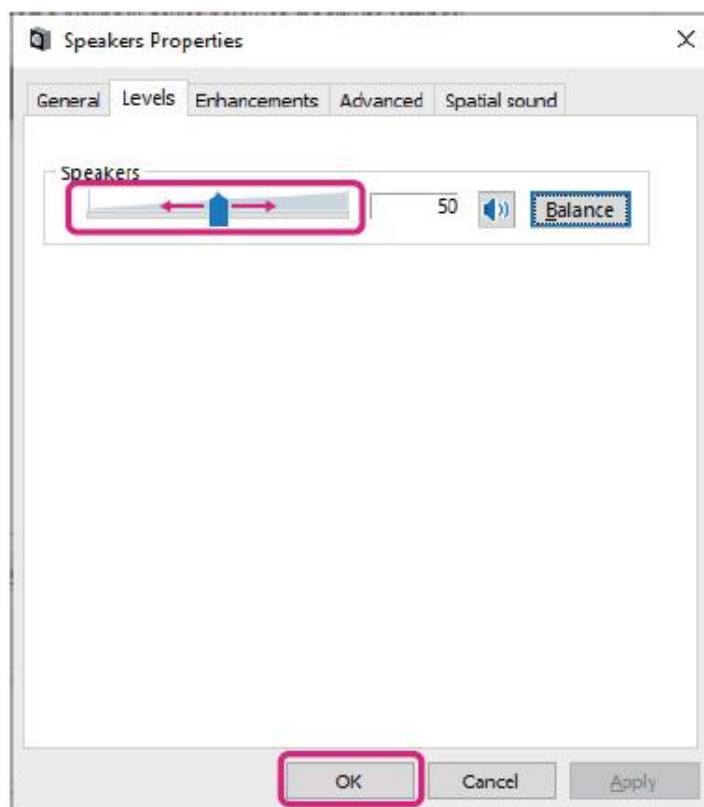 Speakers Properties
General Levels Enhancements Advanced Spatial sound
Speakers
50 Balance
OK Cancel Apply